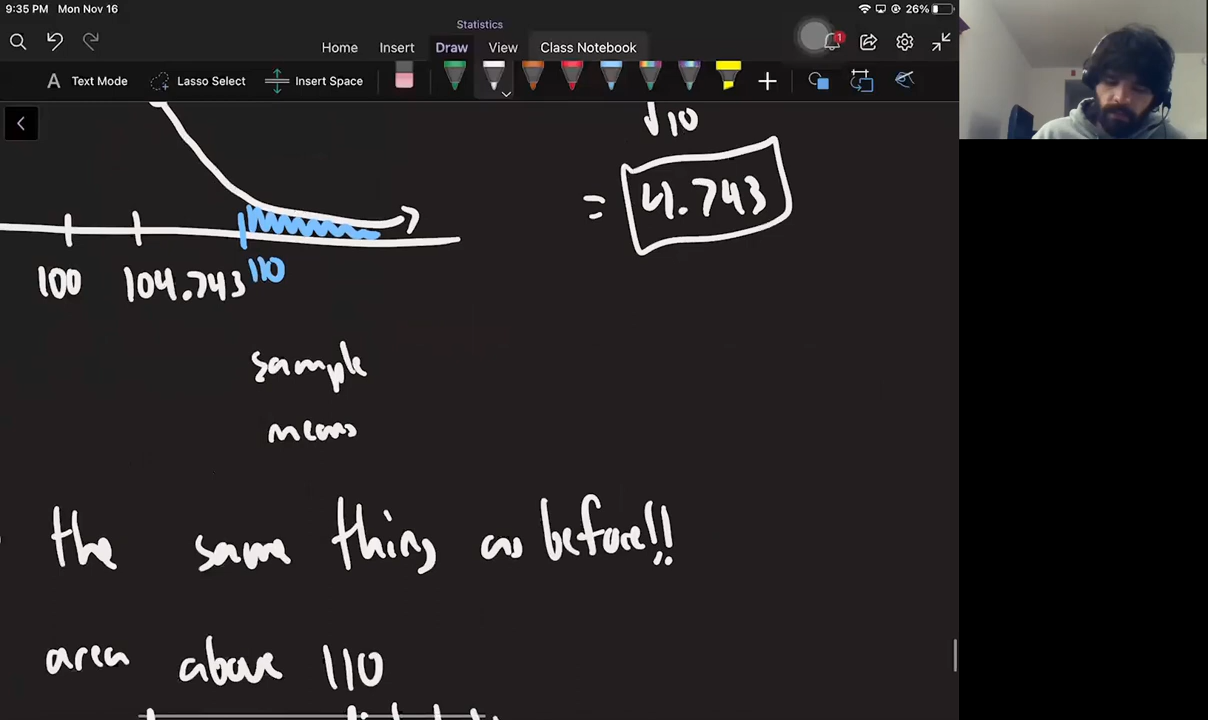 9:35 PM Mon Nov 16
Statistics
26%
Home Insert Draw View Class Notebook
1
Text Mode Lasso Select Insert Space
√10
= 4.743
100 104.743 110
sample
means
the same thing as before!!
area above 110